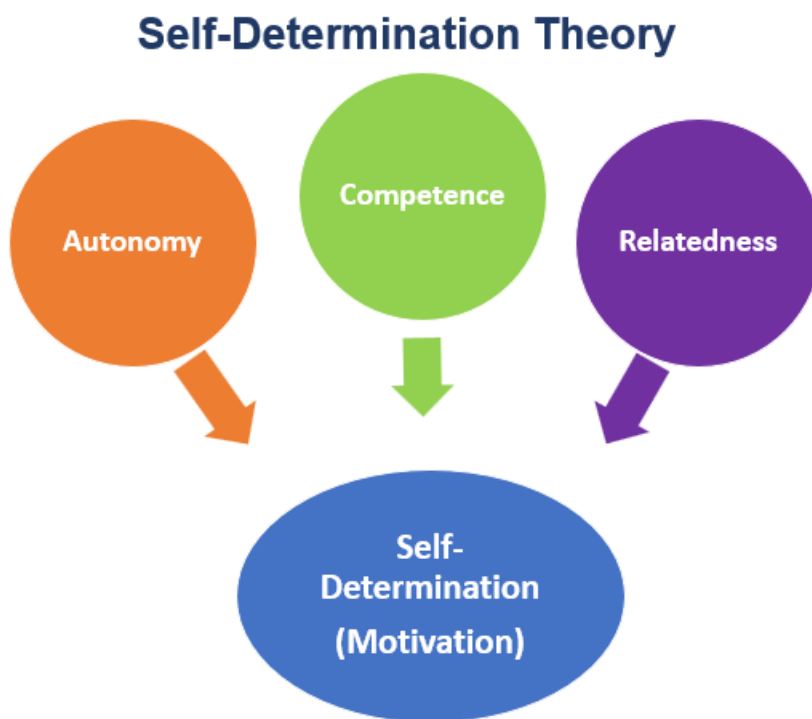 Self-Determination Theory
Autonomy
Competence
Relatedness
Self-
Determination
(Motivation)